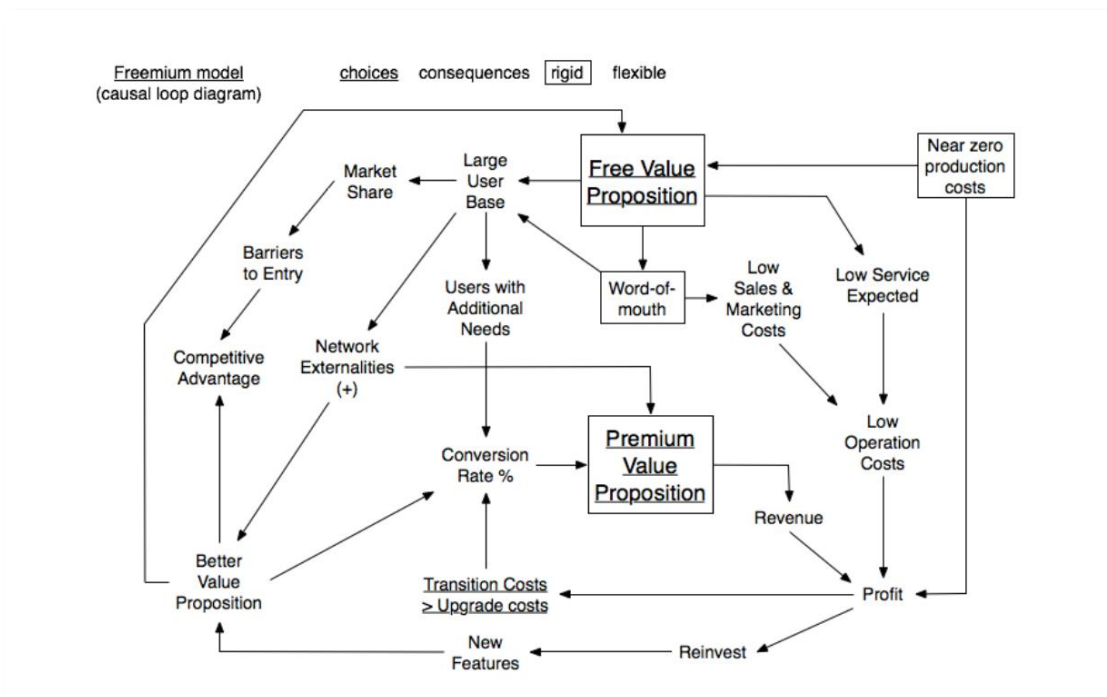 Freemium model
(causal loop diagram)
choices consequences rigid flexible
Near zero
production
costs
Free Value
Proposition
Large
User
Base
Market
Share
Barriers
to Entry
Users with
Additional
Needs
Word-of-
mouth
Low
Sales &
Marketing
Costs
Low Service
Expected
Competitive
Advantage
Network
Externalities
(+)
Conversion
Rate %
Premium
Value
Proposition
Low
Operation
Costs
Revenue
Better
Value
Proposition
Transition Costs
> Upgrade costs
Profit
New
Features
Reinvest